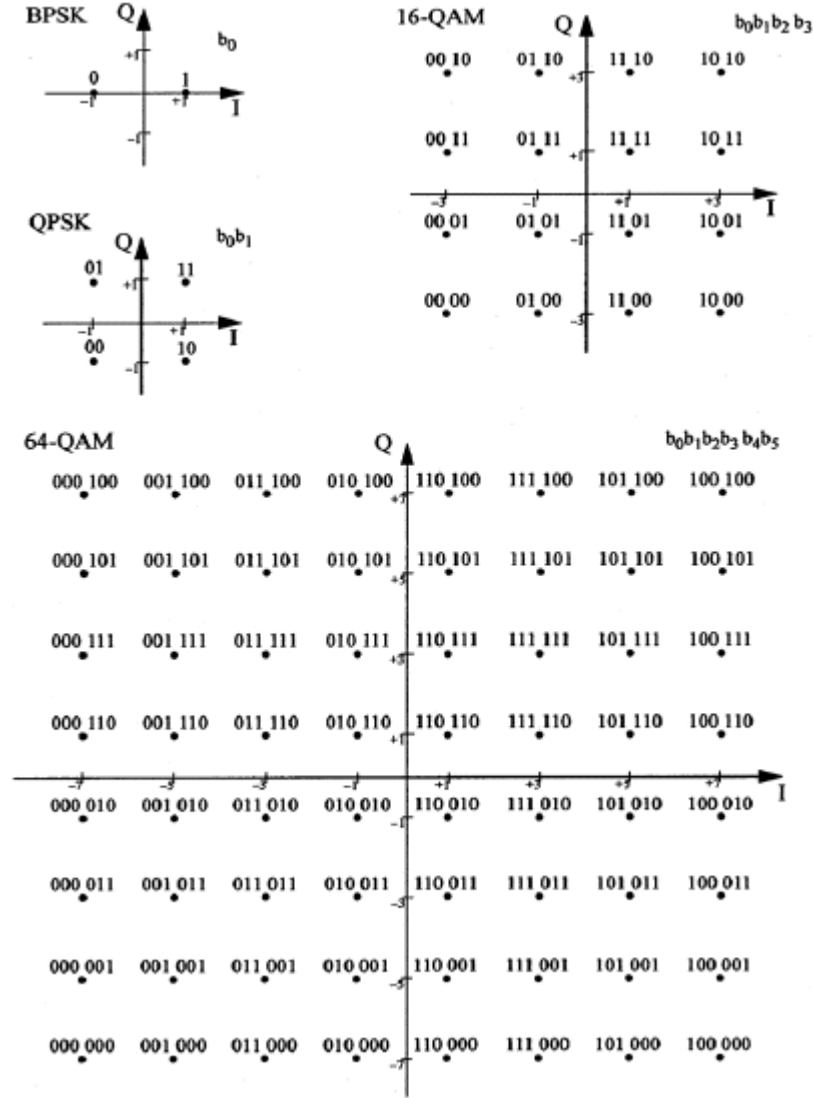 BPSK Q b0
+1
0 1
−1 +1 I
−1
QPSK Q b0b1
01 +1 11
−1 +1 I
00 −1 10
16-QAM Q b0b1b2 b3
00 10 01 10 +3 11 10 10 10
00 11 01 11 +1 11 11 10 11
−3 −1 +1 +3 I
00 01 01 01 −1 11 01 10 01
00 00 01 00 −3 11 00 10 00
64-QAM Q b0b1b2b3 b4b5
000 100 001 100 011 100 010 100 +7 110 100 111 100 101 100 100 100
000 101 001 101 011 101 010 101 +5 110 101 111 101 101 101 100 101
000 111 001 111 011 111 010 111 +3 110 111 111 111 101 111 100 111
000 110 001 110 011 110 010 110 +1 110 110 111 110 101 110 100 110
−7 −5 −3 −1 +1 +3 +5 +7 I
000 010 001 010 011 010 010 010 −1 110 010 111 010 101 010 100 010
000 011 001 011 011 011 010 011 −3 110 011 111 011 101 011 100 011
000 001 001 001 011 001 010 001 −5 110 001 111 001 101 001 100 001
000 000 001 000 011 000 010 000 −7 110 000 111 000 101 000 100 000